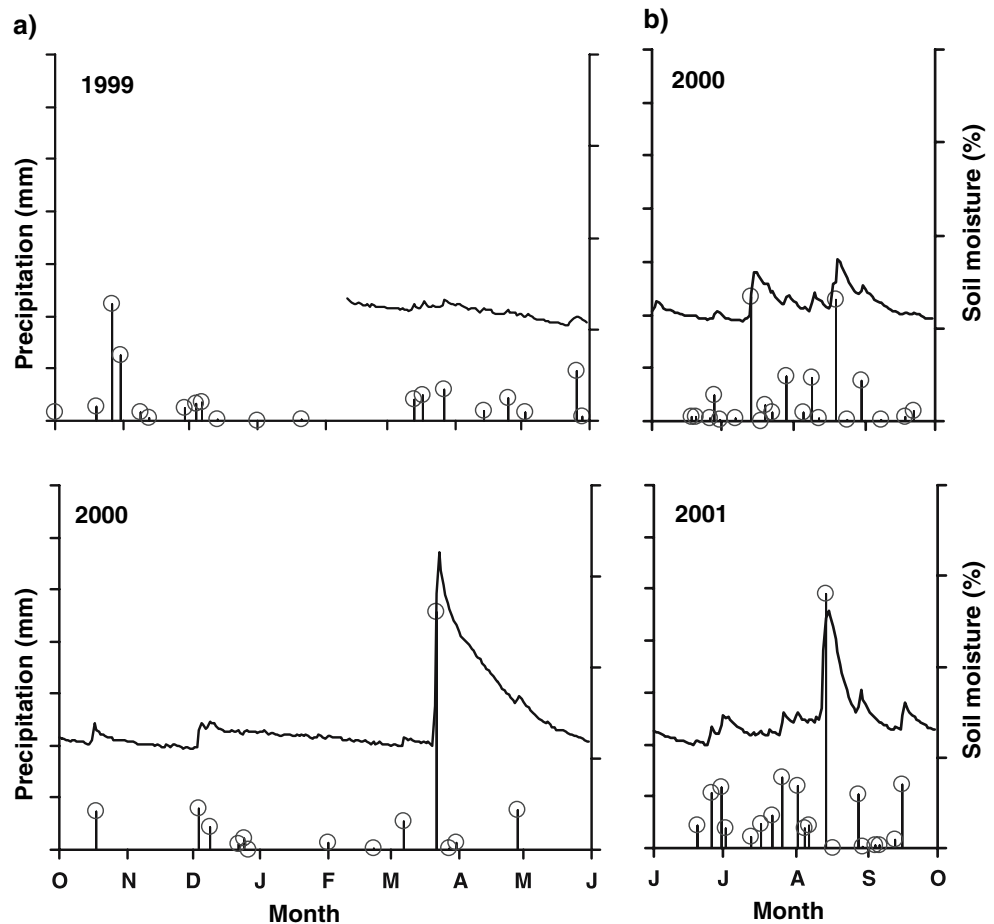 a)
b)
1999
2000
Precipitation (mm)
Soil moisture (%)
2000
2001
Precipitation (mm)
Soil moisture (%)
O N D J F M A M J
J J A S O
Month
Month